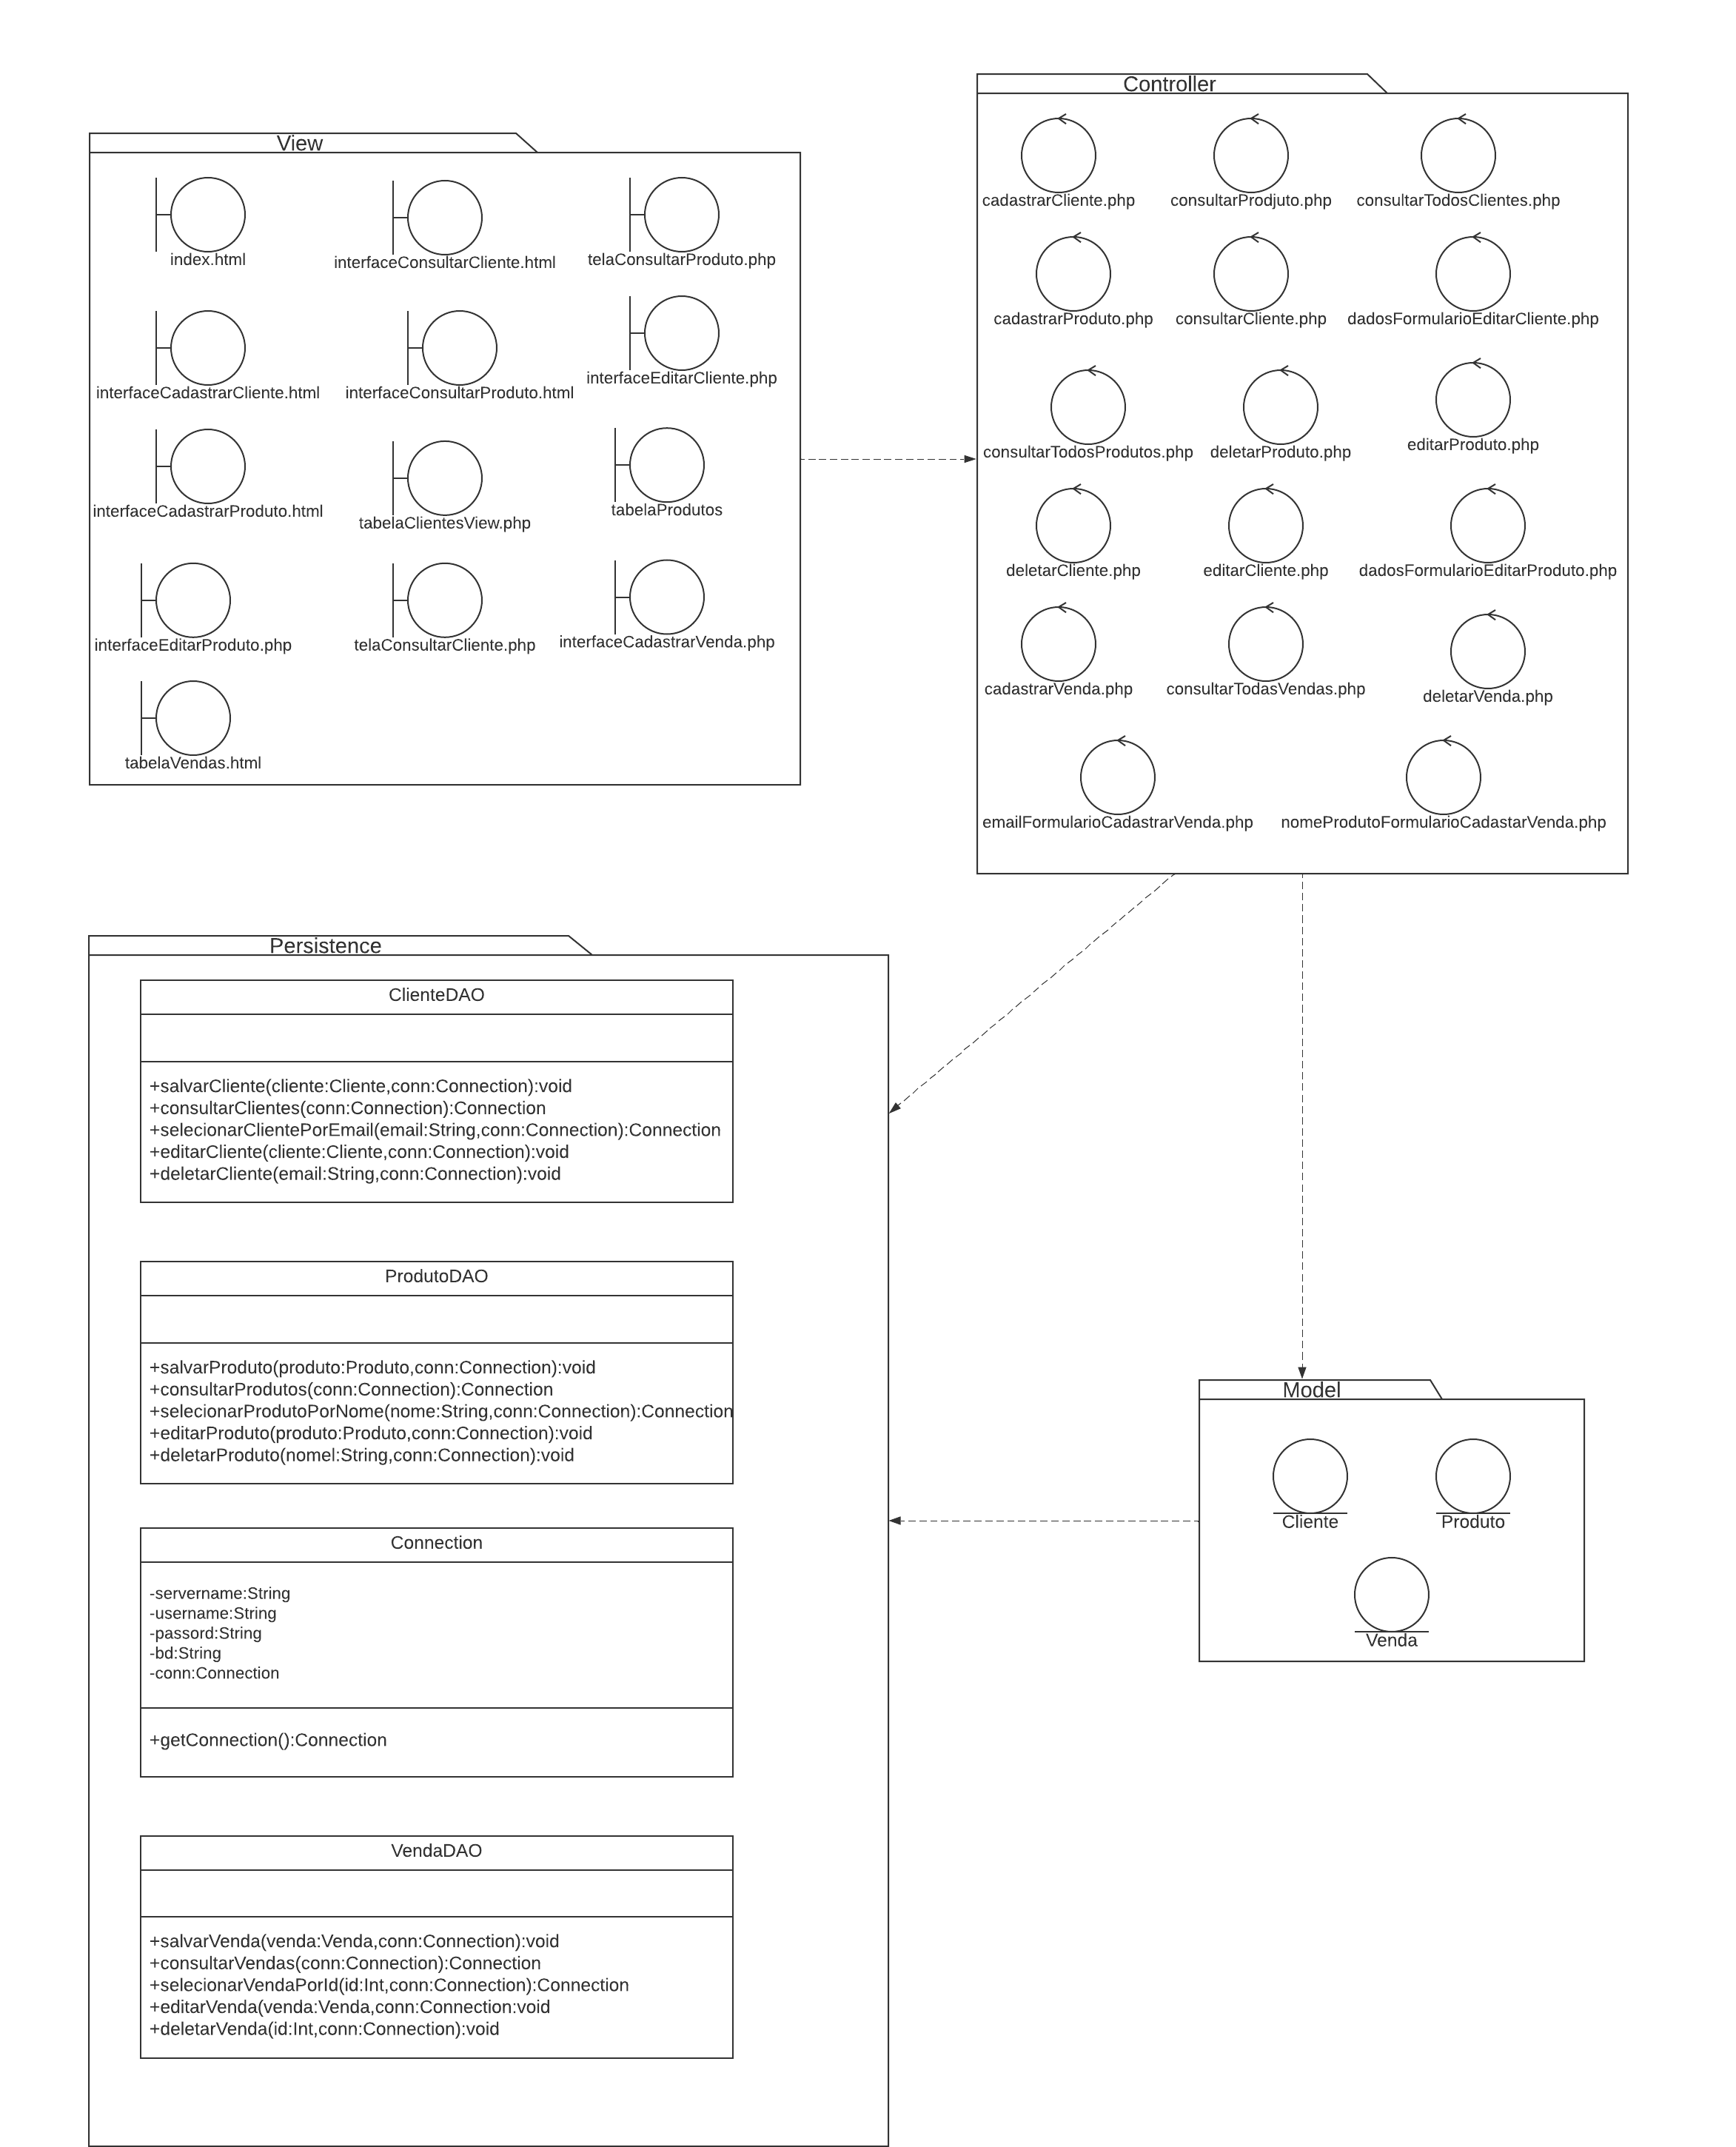 View
index.html
interfaceConsultarCliente.html
telaConsultarProduto.php
interfaceCadastrarCliente.html
interfaceConsultarProduto.html
interfaceEditarCliente.php
interfaceCadastrarProduto.html
tabelaClientesView.php
tabelaProdutos
interfaceEditarProduto.php
telaConsultarCliente.php
interfaceCadastrarVenda.php
tabelaVendas.html
Controller
cadastrarCliente.php
consultarProdjuto.php
consultarTodosClientes.php
cadastrarProduto.php
consultarCliente.php
dadosFormularioEditarCliente.php
consultarTodosProdutos.php
deletarProduto.php
editarProduto.php
deletarCliente.php
editarCliente.php
dadosFormularioEditarProduto.php
cadastrarVenda.php
consultarTodasVendas.php
deletarVenda.php
emailFormularioCadastrarVenda.php
nomeProdutoFormularioCadastarVenda.php
Persistence
ClienteDAO
+salvarCliente(cliente:Cliente,conn:Connection):void
+consultarClientes(conn:Connection):Connection
+selecionarClientePorEmail(email:String,conn:Connection):Connection
+editarCliente(cliente:Cliente,conn:Connection):void
+deletarCliente(email:String,conn:Connection):void
ProdutoDAO
+salvarProduto(produto:Produto,conn:Connection):void
+consultarProdutos(conn:Connection):Connection
+selecionarProdutoPorNome(nome:String,conn:Connection):Connection
+editarProduto(produto:Produto,conn:Connection):void
+deletarProduto(nomel:String,conn:Connection):void
Connection
-servername:String
-username:String
-passord:String
-bd:String
-conn:Connection
+getConnection():Connection
VendaDAO
+salvarVenda(venda:Venda,conn:Connection):void
+consultarVendas(conn:Connection):Connection
+selecionarVendaPorId(id:Int,conn:Connection):Connection
+editarVenda(venda:Venda,conn:Connection:void
+deletarVenda(id:Int,conn:Connection):void
Model
Cliente
Produto
Venda